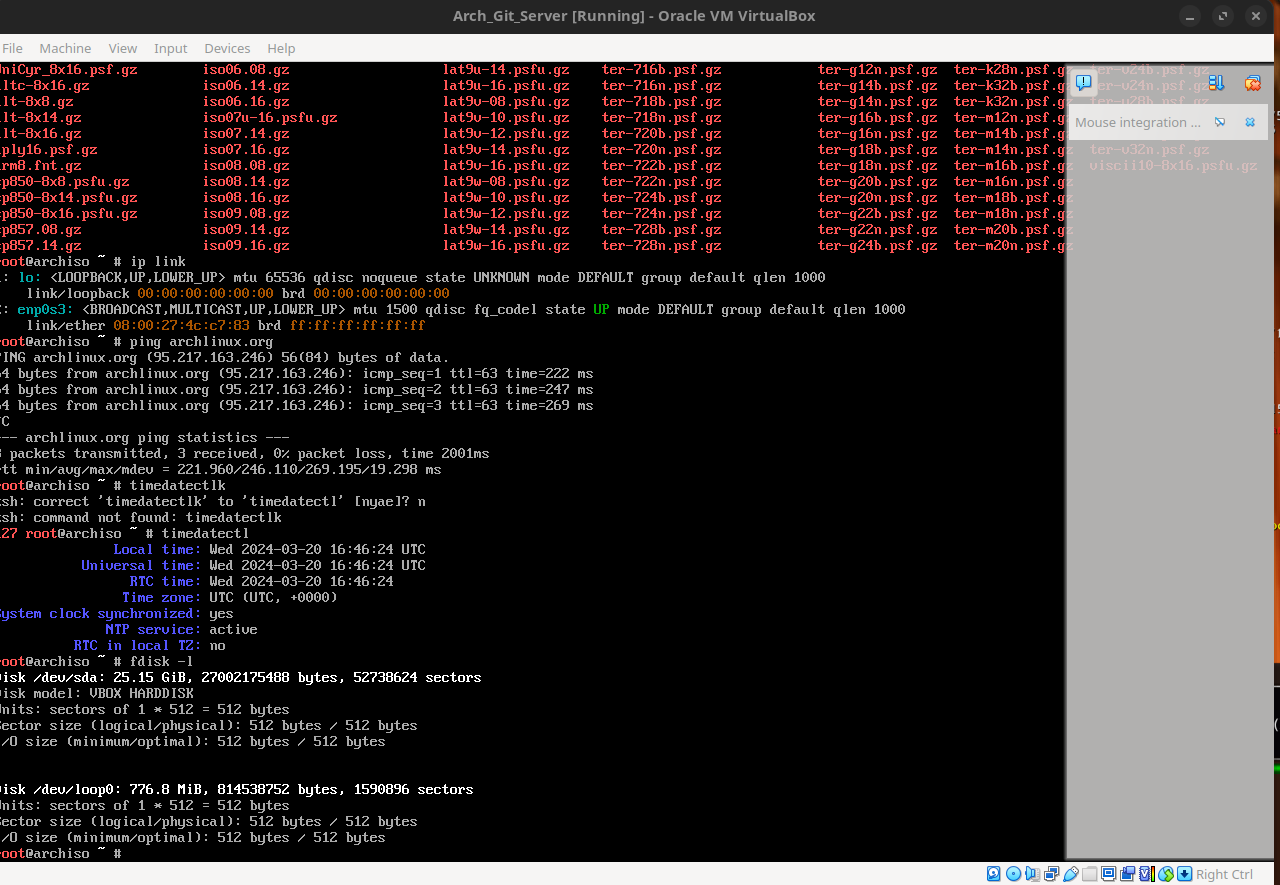 Arch_Git_Server [Running] - Oracle VM VirtualBox
File Machine View Input Devices Help
niCyr_8x16.psf.gz iso06.08.gz lat9u-14.psfu.gz ter-716b.psf.gz ter-g12n.psf.gz ter-k28n.psf.gz ter-v24b.psf.gz
ltc-8x16.gz iso06.14.gz lat9u-16.psfu.gz ter-716n.psf.gz ter-g14b.psf.gz ter-k32b.psf.gz ter-v24n.psf.gz
lt-8x8.gz iso06.16.gz lat9v-08.psfu.gz ter-718b.psf.gz ter-g14n.psf.gz ter-k32n.psf.gz ter-v28b.psf.gz
lt-8x14.gz iso07u-16.psfu.gz lat9v-10.psfu.gz ter-718n.psf.gz ter-g16b.psf.gz ter-m12n.psf.gz
Mouse integration ...
lt-8x16.gz iso07.14.gz lat9v-12.psfu.gz ter-720b.psf.gz ter-g16n.psf.gz ter-m14b.psf.gz
ply16.psf.gz iso07.16.gz lat9v-14.psfu.gz ter-720n.psf.gz ter-g18b.psf.gz ter-m14n.psf.gz ter-v32n.psf.gz
rm8.fnt.gz iso08.08.gz lat9v-16.psfu.gz ter-722b.psf.gz ter-g18n.psf.gz ter-m16b.psf.gz viscii10-8x16.psfu.gz
p850-8x8.psfu.gz iso08.14.gz lat9w-08.psfu.gz ter-722n.psf.gz ter-g20b.psf.gz ter-m16n.psf.gz
p850-8x14.psfu.gz iso08.16.gz lat9w-10.psfu.gz ter-724b.psf.gz ter-g20n.psf.gz ter-m18b.psf.gz
p850-8x16.psfu.gz iso09.08.gz lat9w-12.psfu.gz ter-724n.psf.gz ter-g22b.psf.gz ter-m18n.psf.gz
p857.08.gz iso09.14.gz lat9w-14.psfu.gz ter-728b.psf.gz ter-g22n.psf.gz ter-m20b.psf.gz
p857.14.gz iso09.16.gz lat9w-16.psfu.gz ter-728n.psf.gz ter-g24b.psf.gz ter-m20n.psf.gz
root@archiso ~ # ip link
: lo: <LOOPBACK,UP,LOWER_UP> mtu 65536 qdisc noqueue state UNKNOWN mode DEFAULT group default qlen 1000
link/loopback 00:00:00:00:00:00 brd 00:00:00:00:00:00
: enp0s3: <BROADCAST,MULTICAST,UP,LOWER_UP> mtu 1500 qdisc fq_codel state UP mode DEFAULT group default qlen 1000
link/ether 08:00:27:4c:c7:83 brd ff:ff:ff:ff:ff:ff
root@archiso ~ # ping archlinux.org
PING archlinux.org (95.217.163.246) 56(84) bytes of data.
64 bytes from archlinux.org (95.217.163.246): icmp_seq=1 ttl=63 time=222 ms
64 bytes from archlinux.org (95.217.163.246): icmp_seq=2 ttl=63 time=247 ms
64 bytes from archlinux.org (95.217.163.246): icmp_seq=3 ttl=63 time=269 ms
^C
--- archlinux.org ping statistics ---
3 packets transmitted, 3 received, 0% packet loss, time 2001ms
rtt min/avg/max/mdev = 221.960/246.110/269.195/19.298 ms
root@archiso ~ # timedatectlk
zsh: correct 'timedatectlk' to 'timedatectl' [nyae]? n
zsh: command not found: timedatectlk
127 root@archiso ~ # timedatectl
Local time: Wed 2024-03-20 16:46:24 UTC
Universal time: Wed 2024-03-20 16:46:24 UTC
RTC time: Wed 2024-03-20 16:46:24
Time zone: UTC (UTC, +0000)
System clock synchronized: yes
NTP service: active
RTC in local TZ: no
root@archiso ~ # fdisk -l
Disk /dev/sda: 25.15 GiB, 27002175488 bytes, 52738624 sectors
Disk model: VBOX HARDDISK
Units: sectors of 1 * 512 = 512 bytes
Sector size (logical/physical): 512 bytes / 512 bytes
I/O size (minimum/optimal): 512 bytes / 512 bytes
Disk /dev/loop0: 776.8 MiB, 814538752 bytes, 1590896 sectors
Units: sectors of 1 * 512 = 512 bytes
Sector size (logical/physical): 512 bytes / 512 bytes
I/O size (minimum/optimal): 512 bytes / 512 bytes
root@archiso ~ #
Right Ctrl